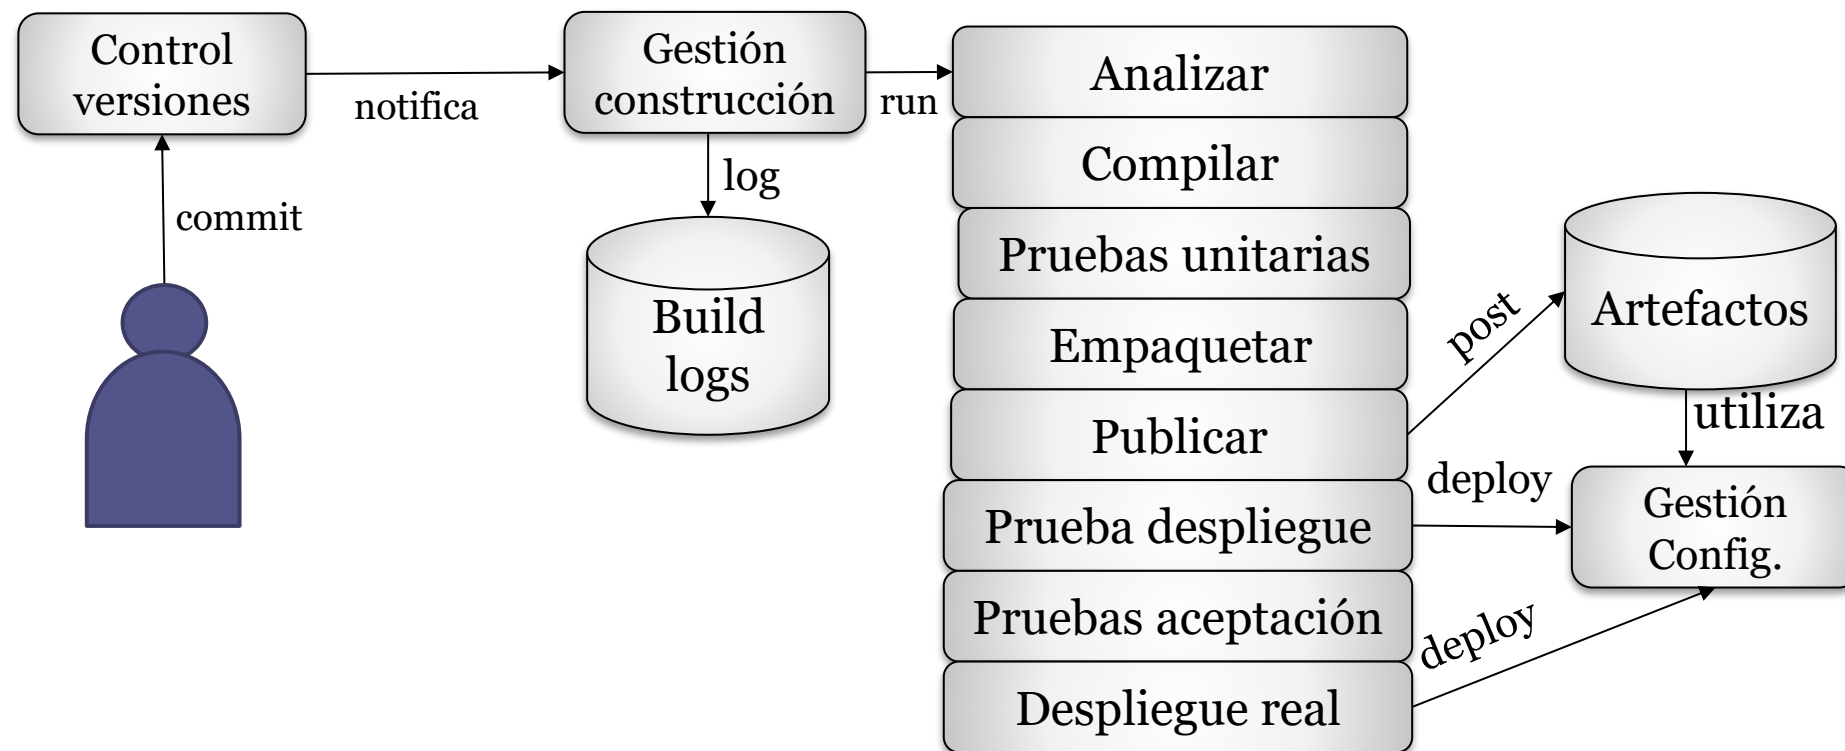 Control
versiones
notifica
Gestión
construcción
run
commit
log
Build
logs
Analizar
Compilar
Pruebas unitarias
Empaquetar
Publicar
Prueba despliegue
Pruebas aceptación
Despliegue real
post
Artefactos
utiliza
deploy
Gestión
Config.
deploy